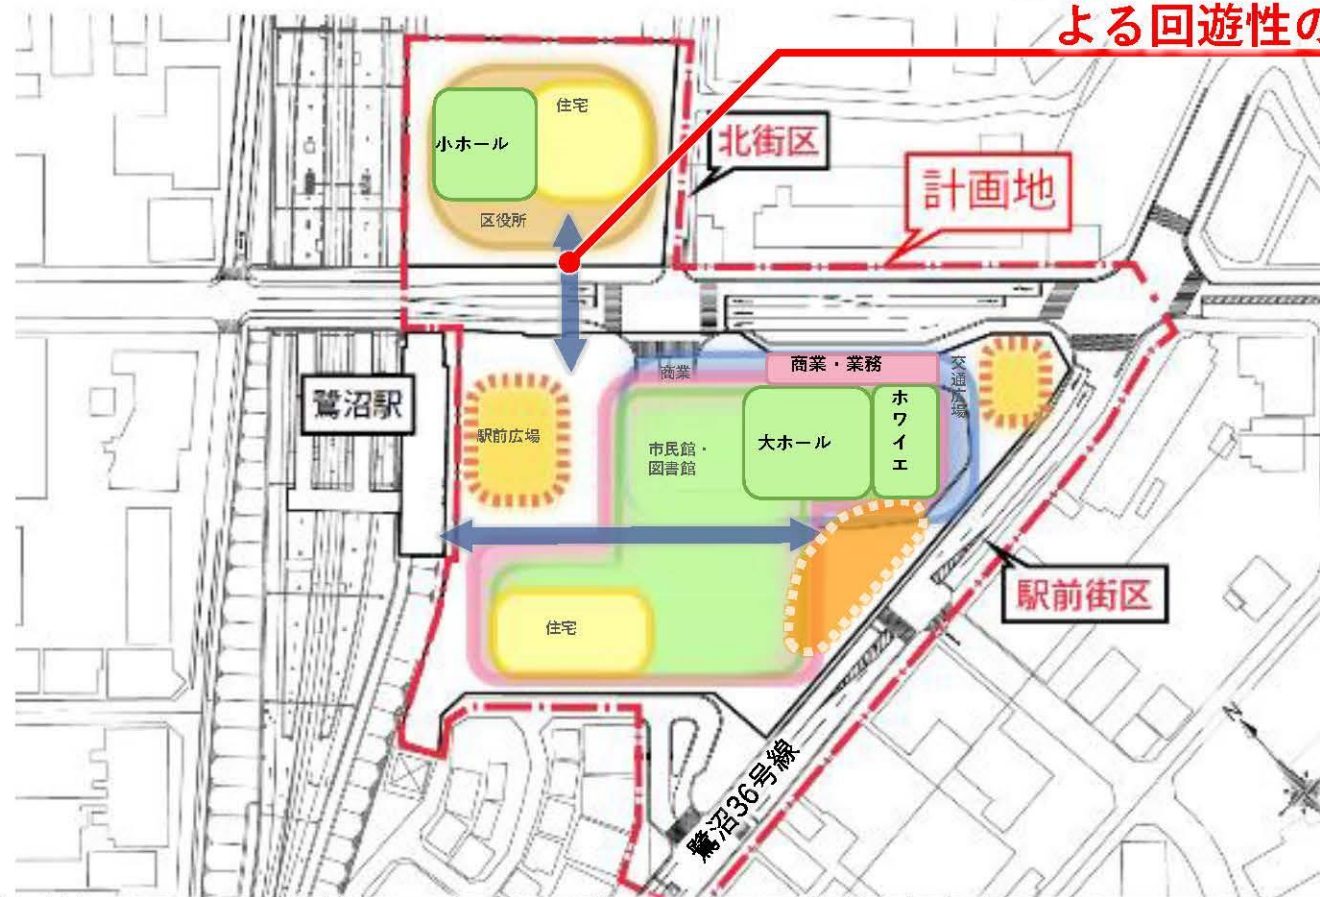 よる回遊性の
住宅
小ホール
区役所
北街区
計画地
鷺沼駅
駅前広場
商業
商業・業務
交通広場
市民館・
図書館
大ホール
ホワイエ
住宅
駅前街区
鷺沼36号線
N